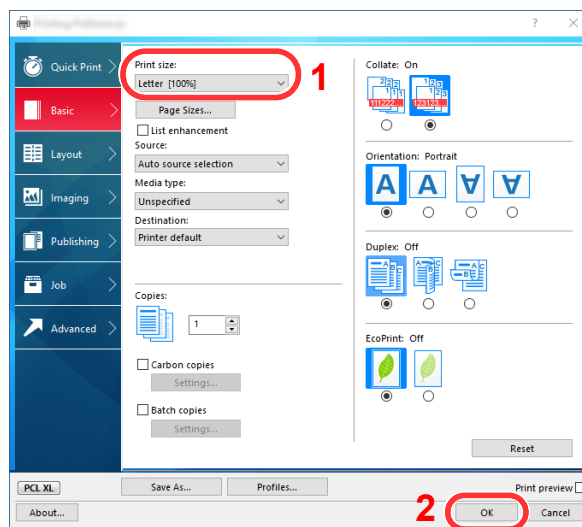 Quick Print
Basic
Layout
Imaging
Publishing
Job
Advanced
Print size:
Letter [100%]
1
Page Sizes...
List enhancement
Source:
Auto source selection
Media type:
Unspecified
Destination:
Printer default
Copies:
1
Carbon copies
Settings...
Batch copies
Settings...
Collate: On
111222
123123
Orientation: Portrait
A A A A
Duplex: Off
EcoPrint: Off
Reset
PCL XL
Save As...
Profiles...
Print preview
About...
2
OK
Cancel